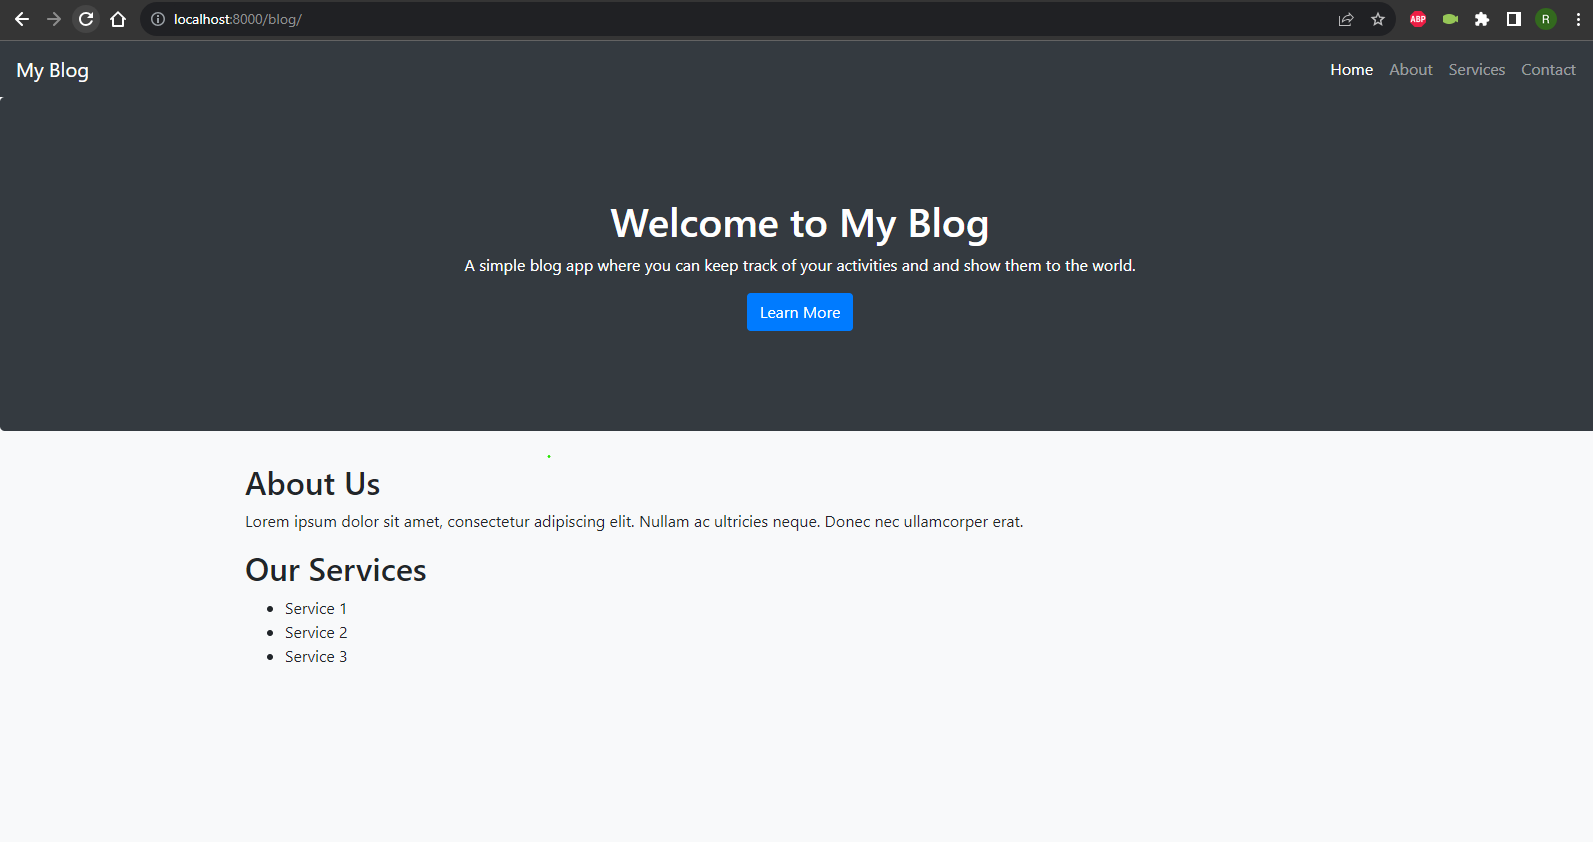 localhost:8000/blog/
ABP
R
My Blog
Home About Services Contact
Welcome to My Blog
A simple blog app where you can keep track of your activities and and show them to the world.
Learn More
About Us
Lorem ipsum dolor sit amet, consectetur adipiscing elit. Nullam ac ultricies neque. Donec nec ullamcorper erat.
Our Services
Service 1
Service 2
Service 3